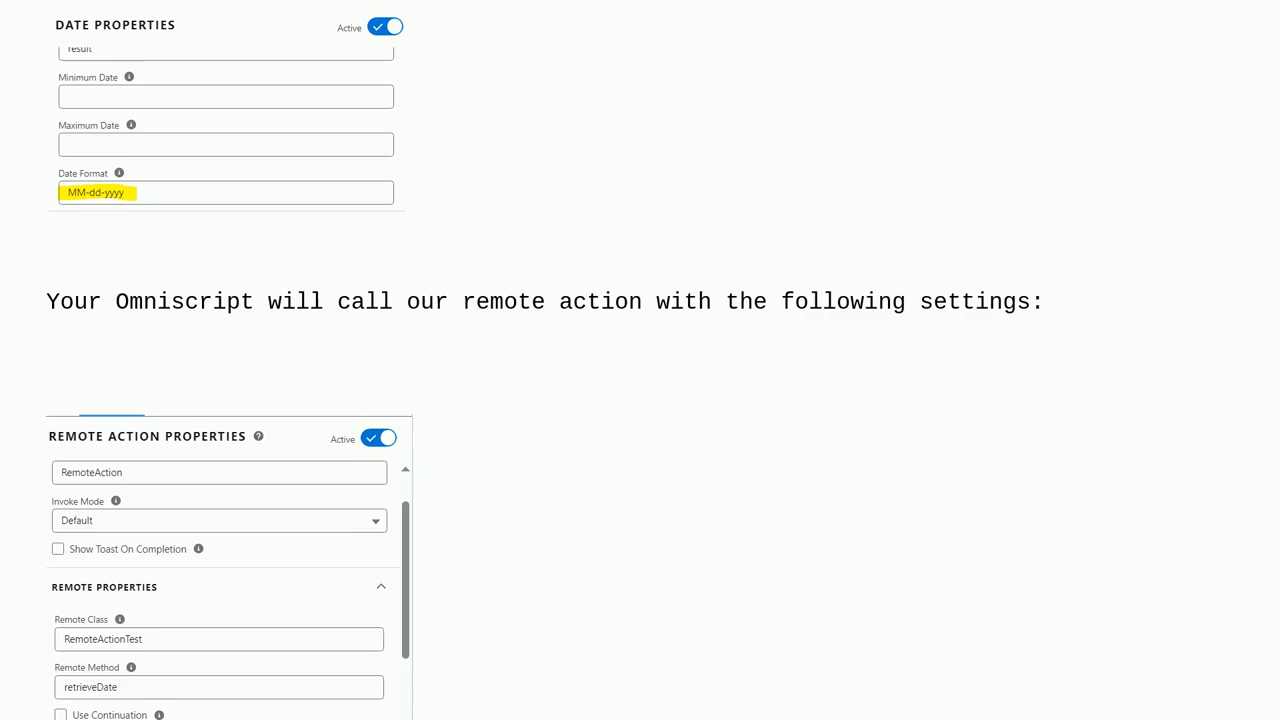 DATE PROPERTIES
Active
result
Minimum Date
Maximum Date
Date Format
MM-dd-yyyy
Your Omniscript will call our remote action with the following settings:
REMOTE ACTION PROPERTIES
Active
RemoteAction
Invoke Mode
Default
Show Toast On Completion
REMOTE PROPERTIES
Remote Class
RemoteActionTest
Remote Method
retrieveDate
Use Continuation